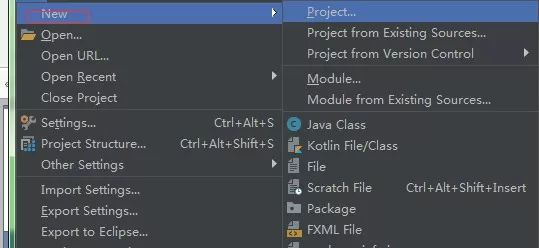 New
Open...
Open URL...
Open Recent
Close Project
Settings... Ctrl+Alt+S
Project Structure... Ctrl+Alt+Shift+S
Other Settings
Import Settings...
Export Settings...
Export to Eclipse...
Project...
Project from Existing Sources...
Project from Version Control
Module...
Module from Existing Sources...
Java Class
Kotlin File/Class
File
Scratch File Ctrl+Alt+Shift+Insert
Package
FXML File